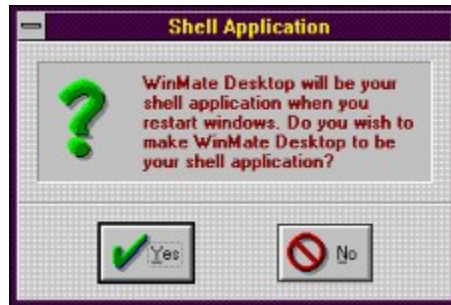 Shell Application
WinMate Desktop will be your
shell application when you
restart windows. Do you wish to
make WinMate Desktop to be
your shell application?
Yes
No